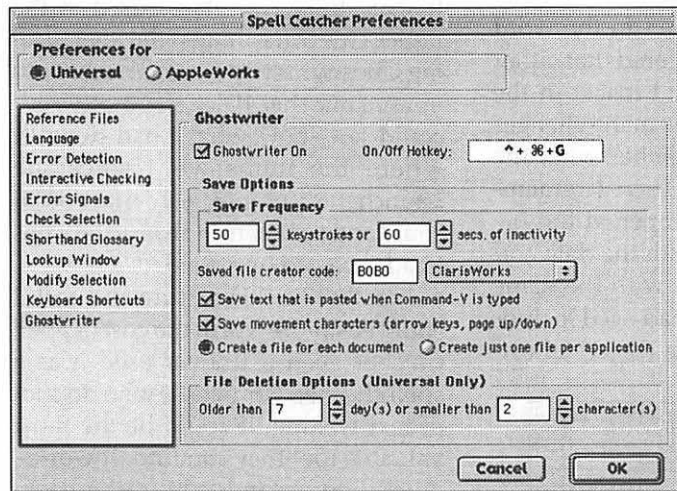 Spell Catcher Preferences
Preferences for
Universal AppleWorks
Reference Files
Language
Error Detection
Interactive Checking
Error Signals
Check Selection
Shorthand Glossary
Lookup Window
Modify Selection
Keyboard Shortcuts
Ghostwriter
Ghostwriter
Ghostwriter On On/Off Hotkey: ^+ ⌘+G
Save Options
Save Frequency
50 keystrokes or 60 secs. of inactivity
Saved file creator code: BOBO ClarisWorks
Save text that is pasted when Command-V is typed
Save movement characters (arrow keys, page up/down)
Create a file for each document Create just one file per application
File Deletion Options (Universal Only)
Older than 7 day(s) or smaller than 2 character(s)
Cancel OK